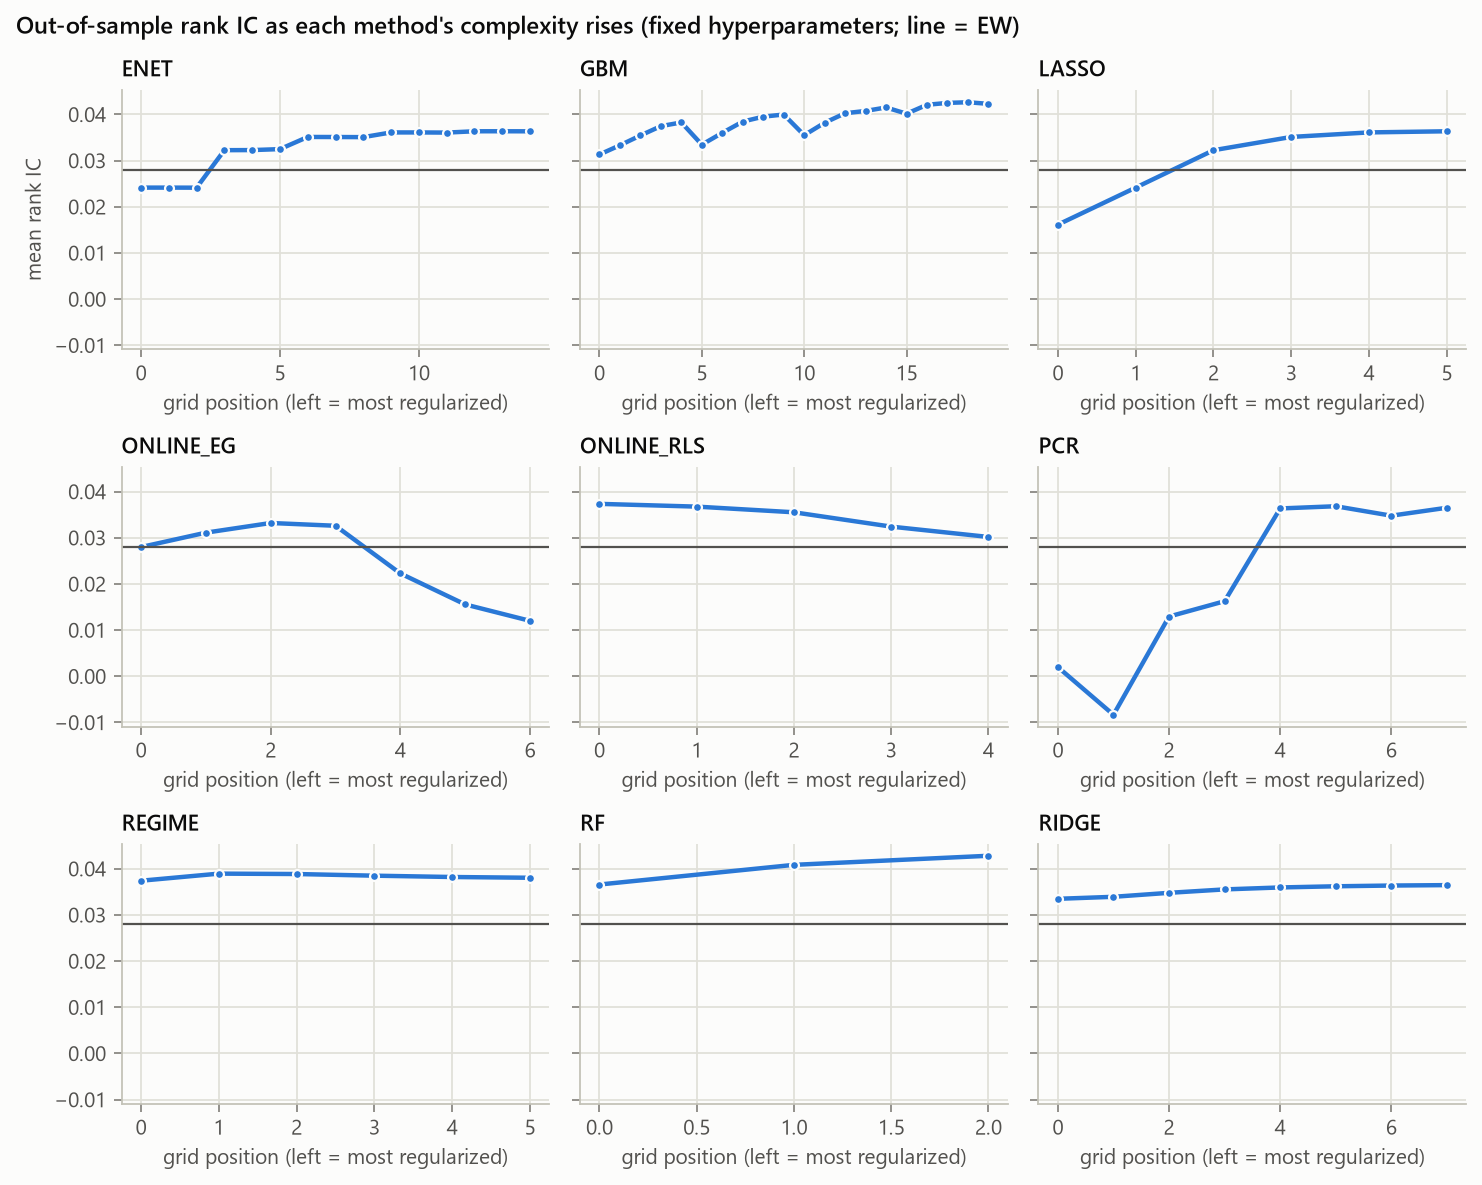 Out-of-sample rank IC as each method's complexity rises (fixed hyperparameters; line = EW)
ENET
GBM
LASSO
mean rank IC
0.04
0.03
0.02
0.01
0.00
−0.01
0 5 10
0 5 10 15
0 1 2 3 4 5
grid position (left = most regularized)
grid position (left = most regularized)
grid position (left = most regularized)
ONLINE_EG
ONLINE_RLS
PCR
0.04
0.03
0.02
0.01
0.00
−0.01
0 2 4 6
0 1 2 3 4
0 2 4 6
grid position (left = most regularized)
grid position (left = most regularized)
grid position (left = most regularized)
REGIME
RF
RIDGE
0.04
0.03
0.02
0.01
0.00
−0.01
0 1 2 3 4 5
0.0 0.5 1.0 1.5 2.0
0 2 4 6
grid position (left = most regularized)
grid position (left = most regularized)
grid position (left = most regularized)